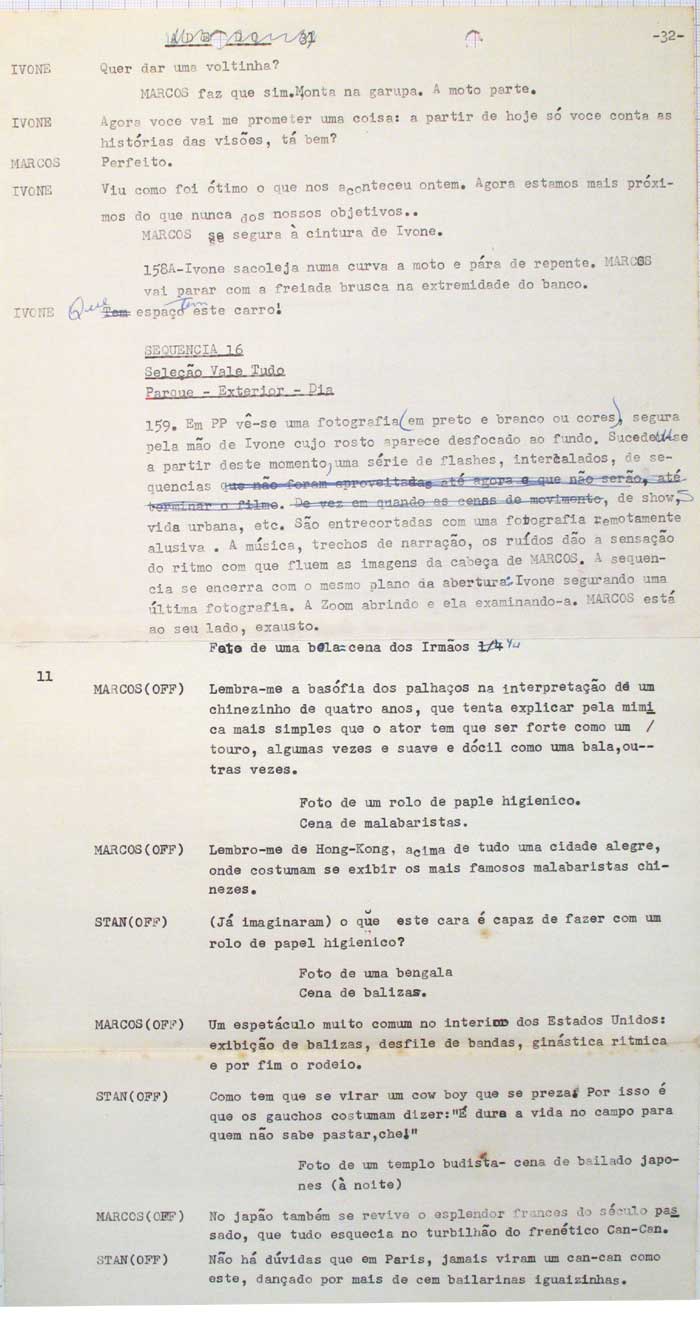 31 -32-
IVONE Quer dar uma voltinha?
MARCOS faz que sim. Monta na garupa. A moto parte.
IVONE Agora voce vai me prometer uma coisa: a partir de hoje só voce conta as
histórias das visões, tá bem?
MARCOS Perfeito.
IVONE Viu como foi ótimo o que nos aconteceu ontem. Agora estamos mais próxi-
mos do que nunca dos nossos objetivos..
MARCOS se segura à cintura de Ivone.
158A-Ivone sacoleja numa curva a moto e pára de repente. MARCOS
vai parar com a freiada brusca na extremidade do banco.
IVONE Que Tem espaço tem este carro!
SEQUENCIA 16
Seleção Vale Tudo
Parque - Exterior - Dia
159. Em PP vê-se uma fotografia (em preto e branco ou cores), segura
pela mão de Ivone cujo rosto aparece desfocado ao fundo. Sucedem-se
a partir deste momento, uma série de flashes, intercalados, de se-
quencias que não foram aproveitadas até agora e que não serão, até
terminar o filme. De vez em quando as cenas de movimento, de shows,
vida urbana, etc. São entrecortadas com uma fotografia remotamente
alusiva . A música, trechos de narração, os ruídos dão a sensação
do ritmo com que fluem as imagens da cabeça de MARCOS. A sequen-
cia se encerra com o mesmo plano da abertura: Ivone segurando uma
última fotografia. A Zoom abrindo e ela examinando-a. MARCOS está
ao seu lado, exausto.
Foto de uma bola=cena dos Irmãos
11
MARCOS(OFF) Lembra-me a basófia dos palhaços na interpretação de um
chinezinho de quatro anos, que tenta explicar pela mimi
ca mais simples que o ator tem que ser forte como um /
touro, algumas vezes e suave e dócil como uma bala,ou--
tras vezes.
Foto de um rolo de paple higienico.
Cena de malabaristas.
MARCOS(OFF) Lembro-me de Hong-Kong, acima de tudo uma cidade alegre,
onde costumam se exibir os mais famosos malabaristas chi-
nezes.
STAN(OFF) (Já imaginaram) o que este cara é capaz de fazer com um
rolo de papel higienico?
Foto de uma bengala
Cena de balizas.
MARCOS(OFF) Um espetáculo muito comum no interior dos Estados Unidos:
exibição de balizas, desfile de bandas, ginástica ritmica
e por fim o rodeio.
STAN(OFF) Como tem que se virar um cow boy que se preza! Por isso é
que os gauchos costumam dizer:"É dura a vida no campo para
quem não sabe pastar,che!"
Foto de um templo budista- cena de bailado japo-
nes (à noite)
MARCOS(OFF) No japão também se revive o esplendor frances do século pas
sado, que tudo esquecia no turbilhão do frenético Can-Can.
STAN(OFF) Não há dúvidas que em Paris, jamais viram um can-can como
este, dançado por mais de cem bailarinas iguaizinhas.